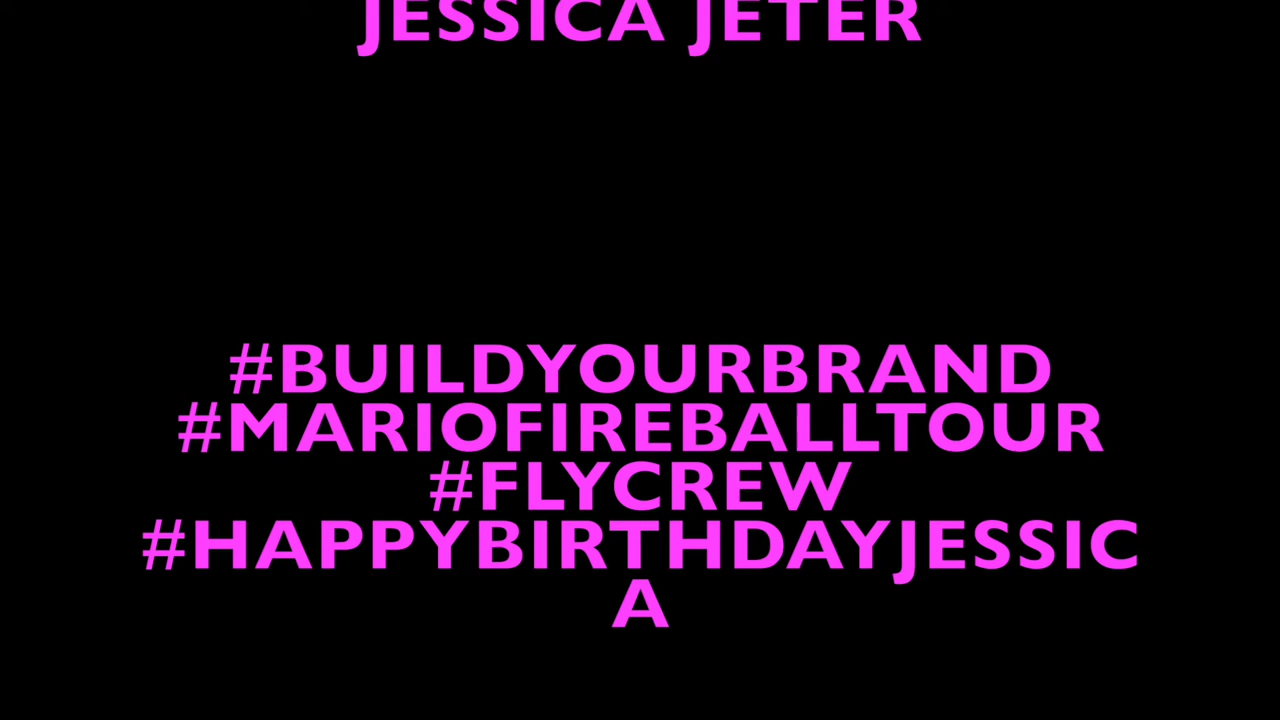 JESSICA JETER
#BUILDYOURBRAND
#MARIOFIREBALLTOUR
#FLYCREW
#HAPPYBIRTHDAYJESSIC
A